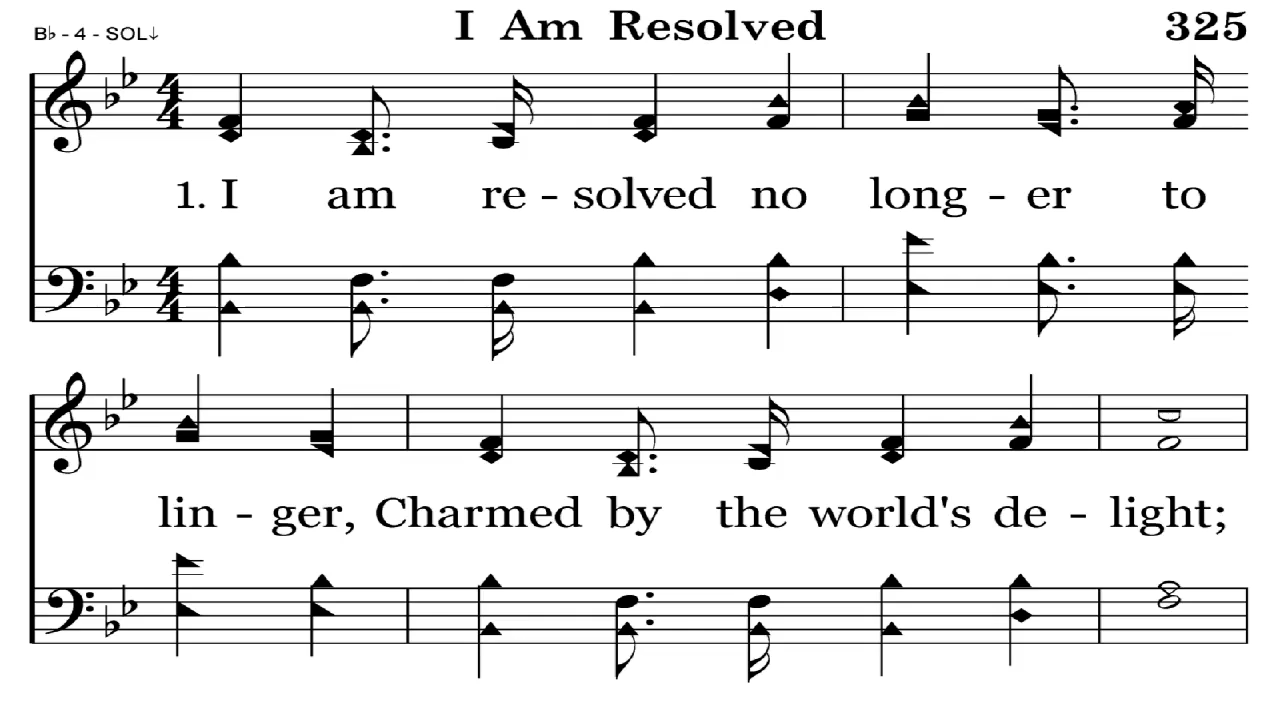 B♭ - 4 - SOL↓ I Am Resolved 325
1. I am re - solved no long - er to
lin - ger, Charmed by the world's de - light;